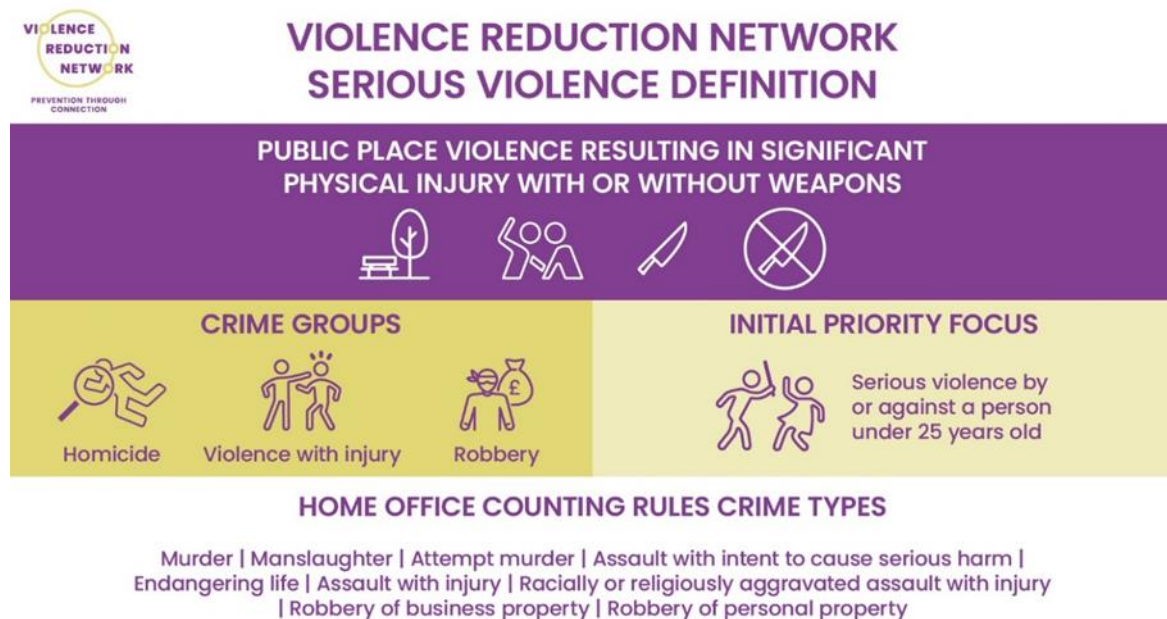 VIOLENCE
REDUCTION
NETWORK
PREVENTION THROUGH
CONNECTION
VIOLENCE REDUCTION NETWORK
SERIOUS VIOLENCE DEFINITION
PUBLIC PLACE VIOLENCE RESULTING IN SIGNIFICANT
PHYSICAL INJURY WITH OR WITHOUT WEAPONS
CRIME GROUPS
£
Homicide
Violence with injury
Robbery
INITIAL PRIORITY FOCUS
Serious violence by
or against a person
under 25 years old
HOME OFFICE COUNTING RULES CRIME TYPES
Murder | Manslaughter | Attempt murder | Assault with intent to cause serious harm |
Endangering life | Assault with injury | Racially or religiously aggravated assault with injury
| Robbery of business property | Robbery of personal property